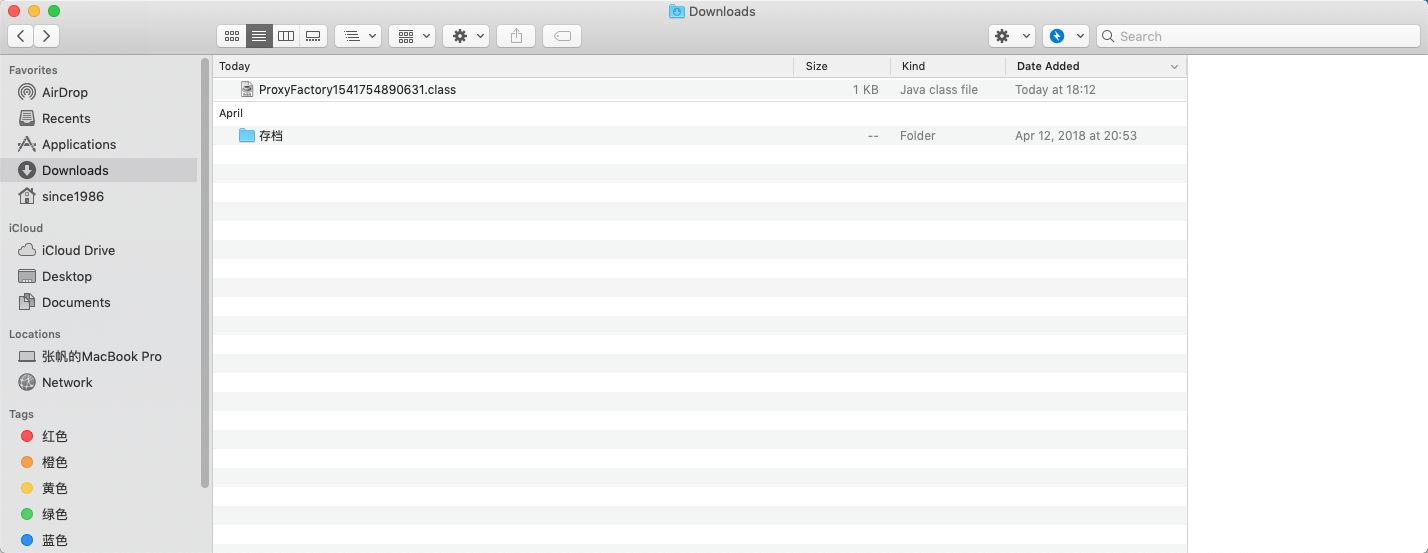 Downloads
Search
Favorites
AirDrop
Recents
Applications
Downloads
since1986
iCloud
iCloud Drive
Desktop
Documents
Locations
张帆的MacBook Pro
Network
Tags
红色
橙色
黄色
绿色
蓝色
Today Size Kind Date Added
ProxyFactory1541754890631.class 1 KB Java class file Today at 18:12
April
存档 -- Folder Apr 12, 2018 at 20:53